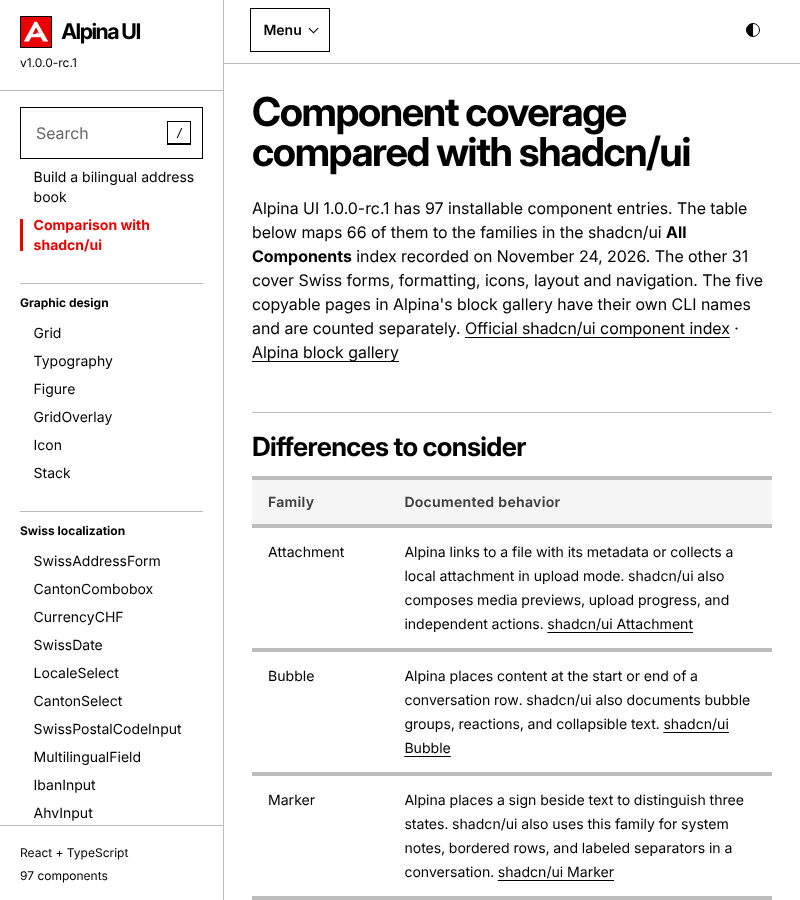 Alpina UI
v1.0.0-rc.1
Search
/
Build a bilingual address
book
Comparison with
shadcn/ui
Graphic design
Grid
Typography
Figure
GridOverlay
Icon
Stack
Swiss localization
SwissAddressForm
CantonCombobox
CurrencyCHF
SwissDate
LocaleSelect
CantonSelect
SwissPostalCodeInput
MultilingualField
IbanInput
AhvInput
React + TypeScript
97 components
Menu
Component coverage
compared with shadcn/ui
Alpina UI 1.0.0-rc.1 has 97 installable component entries. The table
below maps 66 of them to the families in the shadcn/ui All
Components index recorded on November 24, 2026. The other 31
cover Swiss forms, formatting, icons, layout and navigation. The five
copyable pages in Alpina's block gallery have their own CLI names
and are counted separately. Official shadcn/ui component index ·
Alpina block gallery
Differences to consider
Family Documented behavior
Attachment Alpina links to a file with its metadata or collects a
local attachment in upload mode. shadcn/ui also
composes media previews, upload progress, and
independent actions. shadcn/ui Attachment
Bubble Alpina places content at the start or end of a
conversation row. shadcn/ui also documents bubble
groups, reactions, and collapsible text. shadcn/ui
Bubble
Marker Alpina places a sign beside text to distinguish three
states. shadcn/ui also uses this family for system
notes, bordered rows, and labeled separators in a
conversation. shadcn/ui Marker